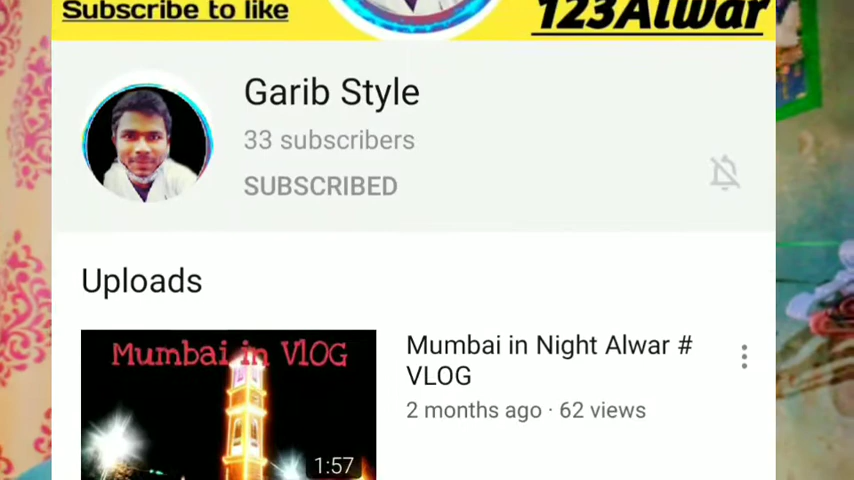 Subscribe to like
123Alwar
Garib Style
33 subscribers
SUBSCRIBED
Uploads
Mumbai in VlOG
1:57
Mumbai in Night Alwar #
VLOG
2 months ago · 62 views